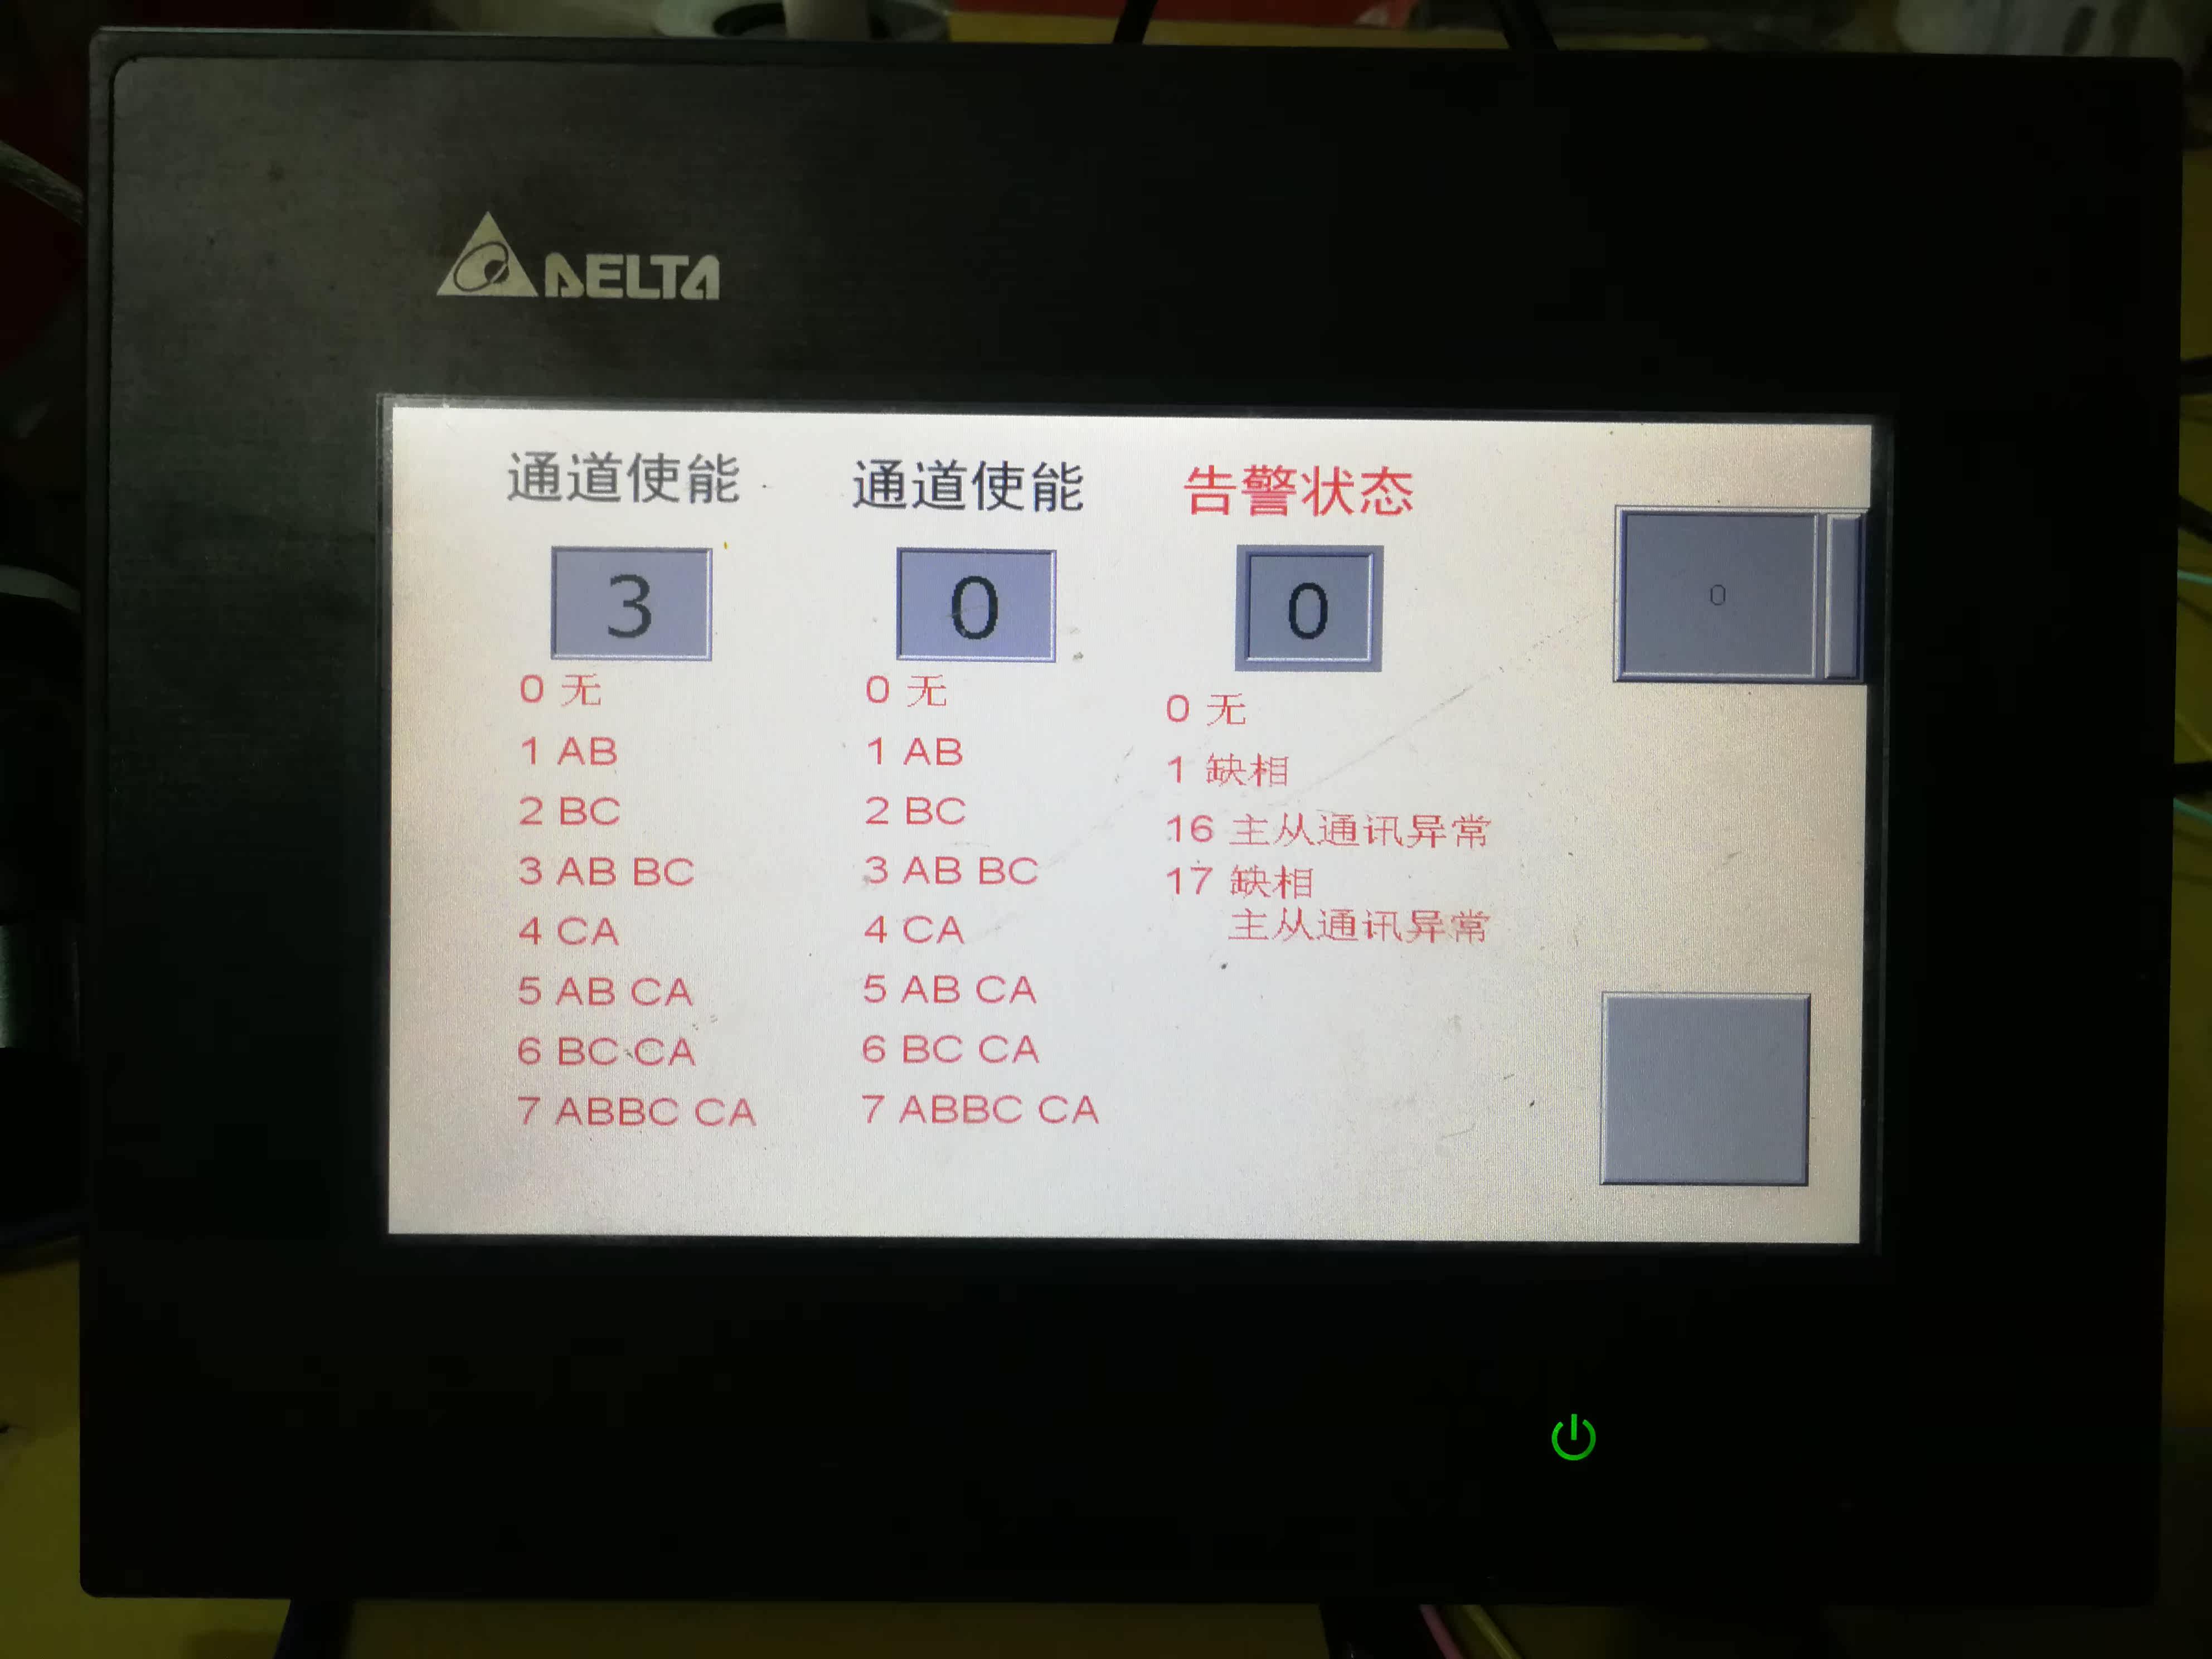 DELTA
通道使能 通道使能 告警状态
3 0 0 0
0 无
1 AB
2 BC
3 AB BC
4 CA
5 AB CA
6 BC CA
7 ABBC CA
0 无
1 AB
2 BC
3 AB BC
4 CA
5 AB CA
6 BC CA
7 ABBC CA
0 无
1 缺相
16 主从通讯异常
17 缺相
主从通讯异常